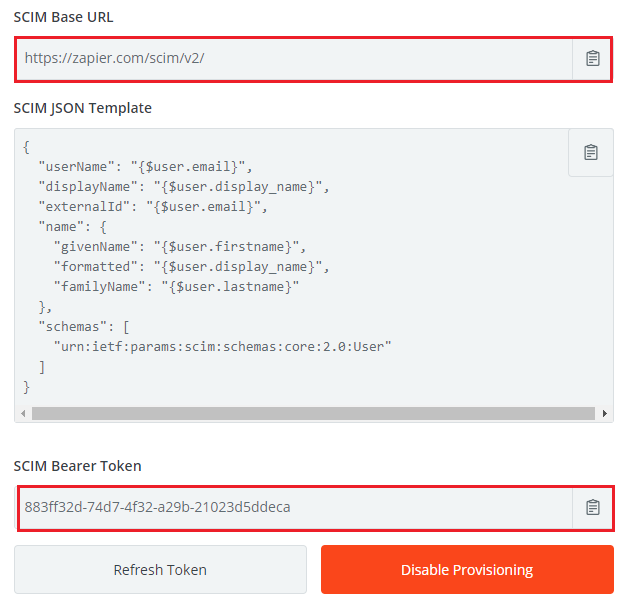 SCIM Base URL
https://zapier.com/scim/v2/
SCIM JSON Template
{
  "userName": "{$user.email}",
  "displayName": "{$user.display_name}",
  "externalId": "{$user.email}",
  "name": {
    "givenName": "{$user.firstname}",
    "formatted": "{$user.display_name}",
    "familyName": "{$user.lastname}"
  },
  "schemas": [
    "urn:ietf:params:scim:schemas:core:2.0:User"
  ]
}
SCIM Bearer Token
883ff32d-74d7-4f32-a29b-21023d5ddeca
Refresh Token
Disable Provisioning